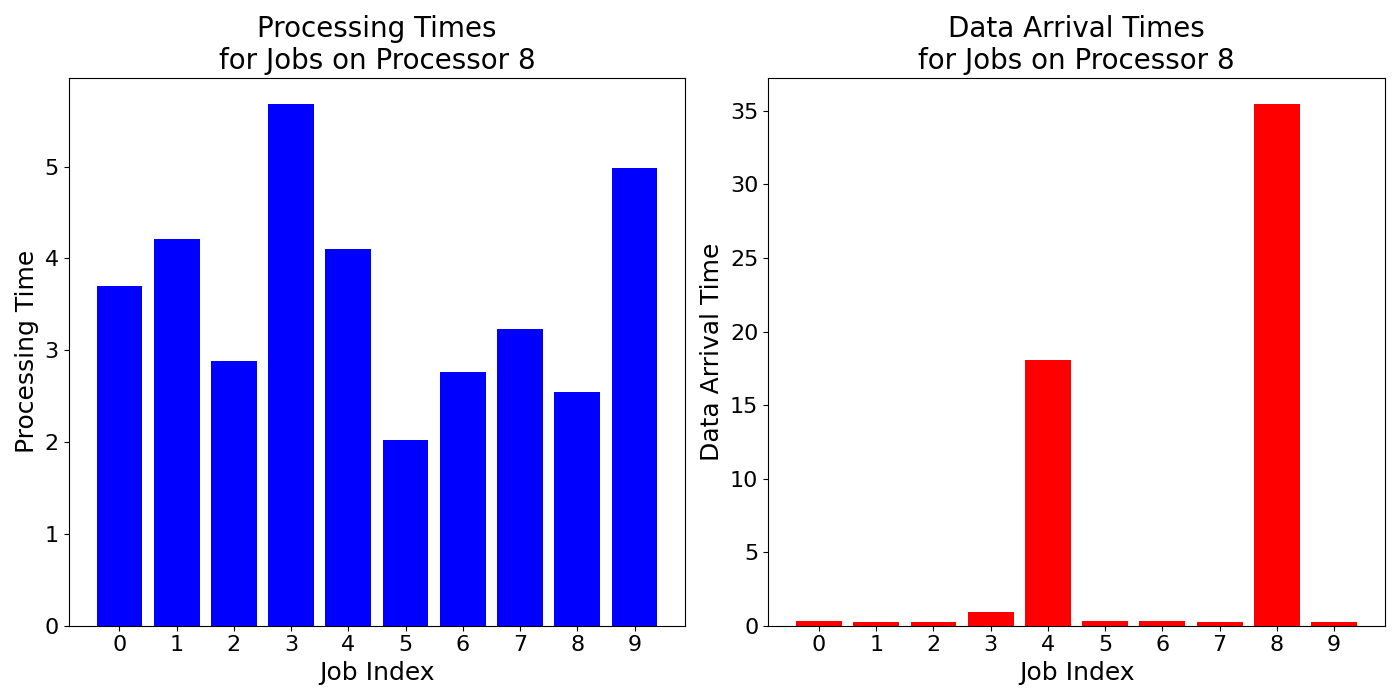 Processing Times
for Jobs on Processor 8
Processing Time
5
4
3
2
1
0
0 1 2 3 4 5 6 7 8 9
Job Index
Data Arrival Times
for Jobs on Processor 8
Data Arrival Time
35
30
25
20
15
10
5
0
0 1 2 3 4 5 6 7 8 9
Job Index